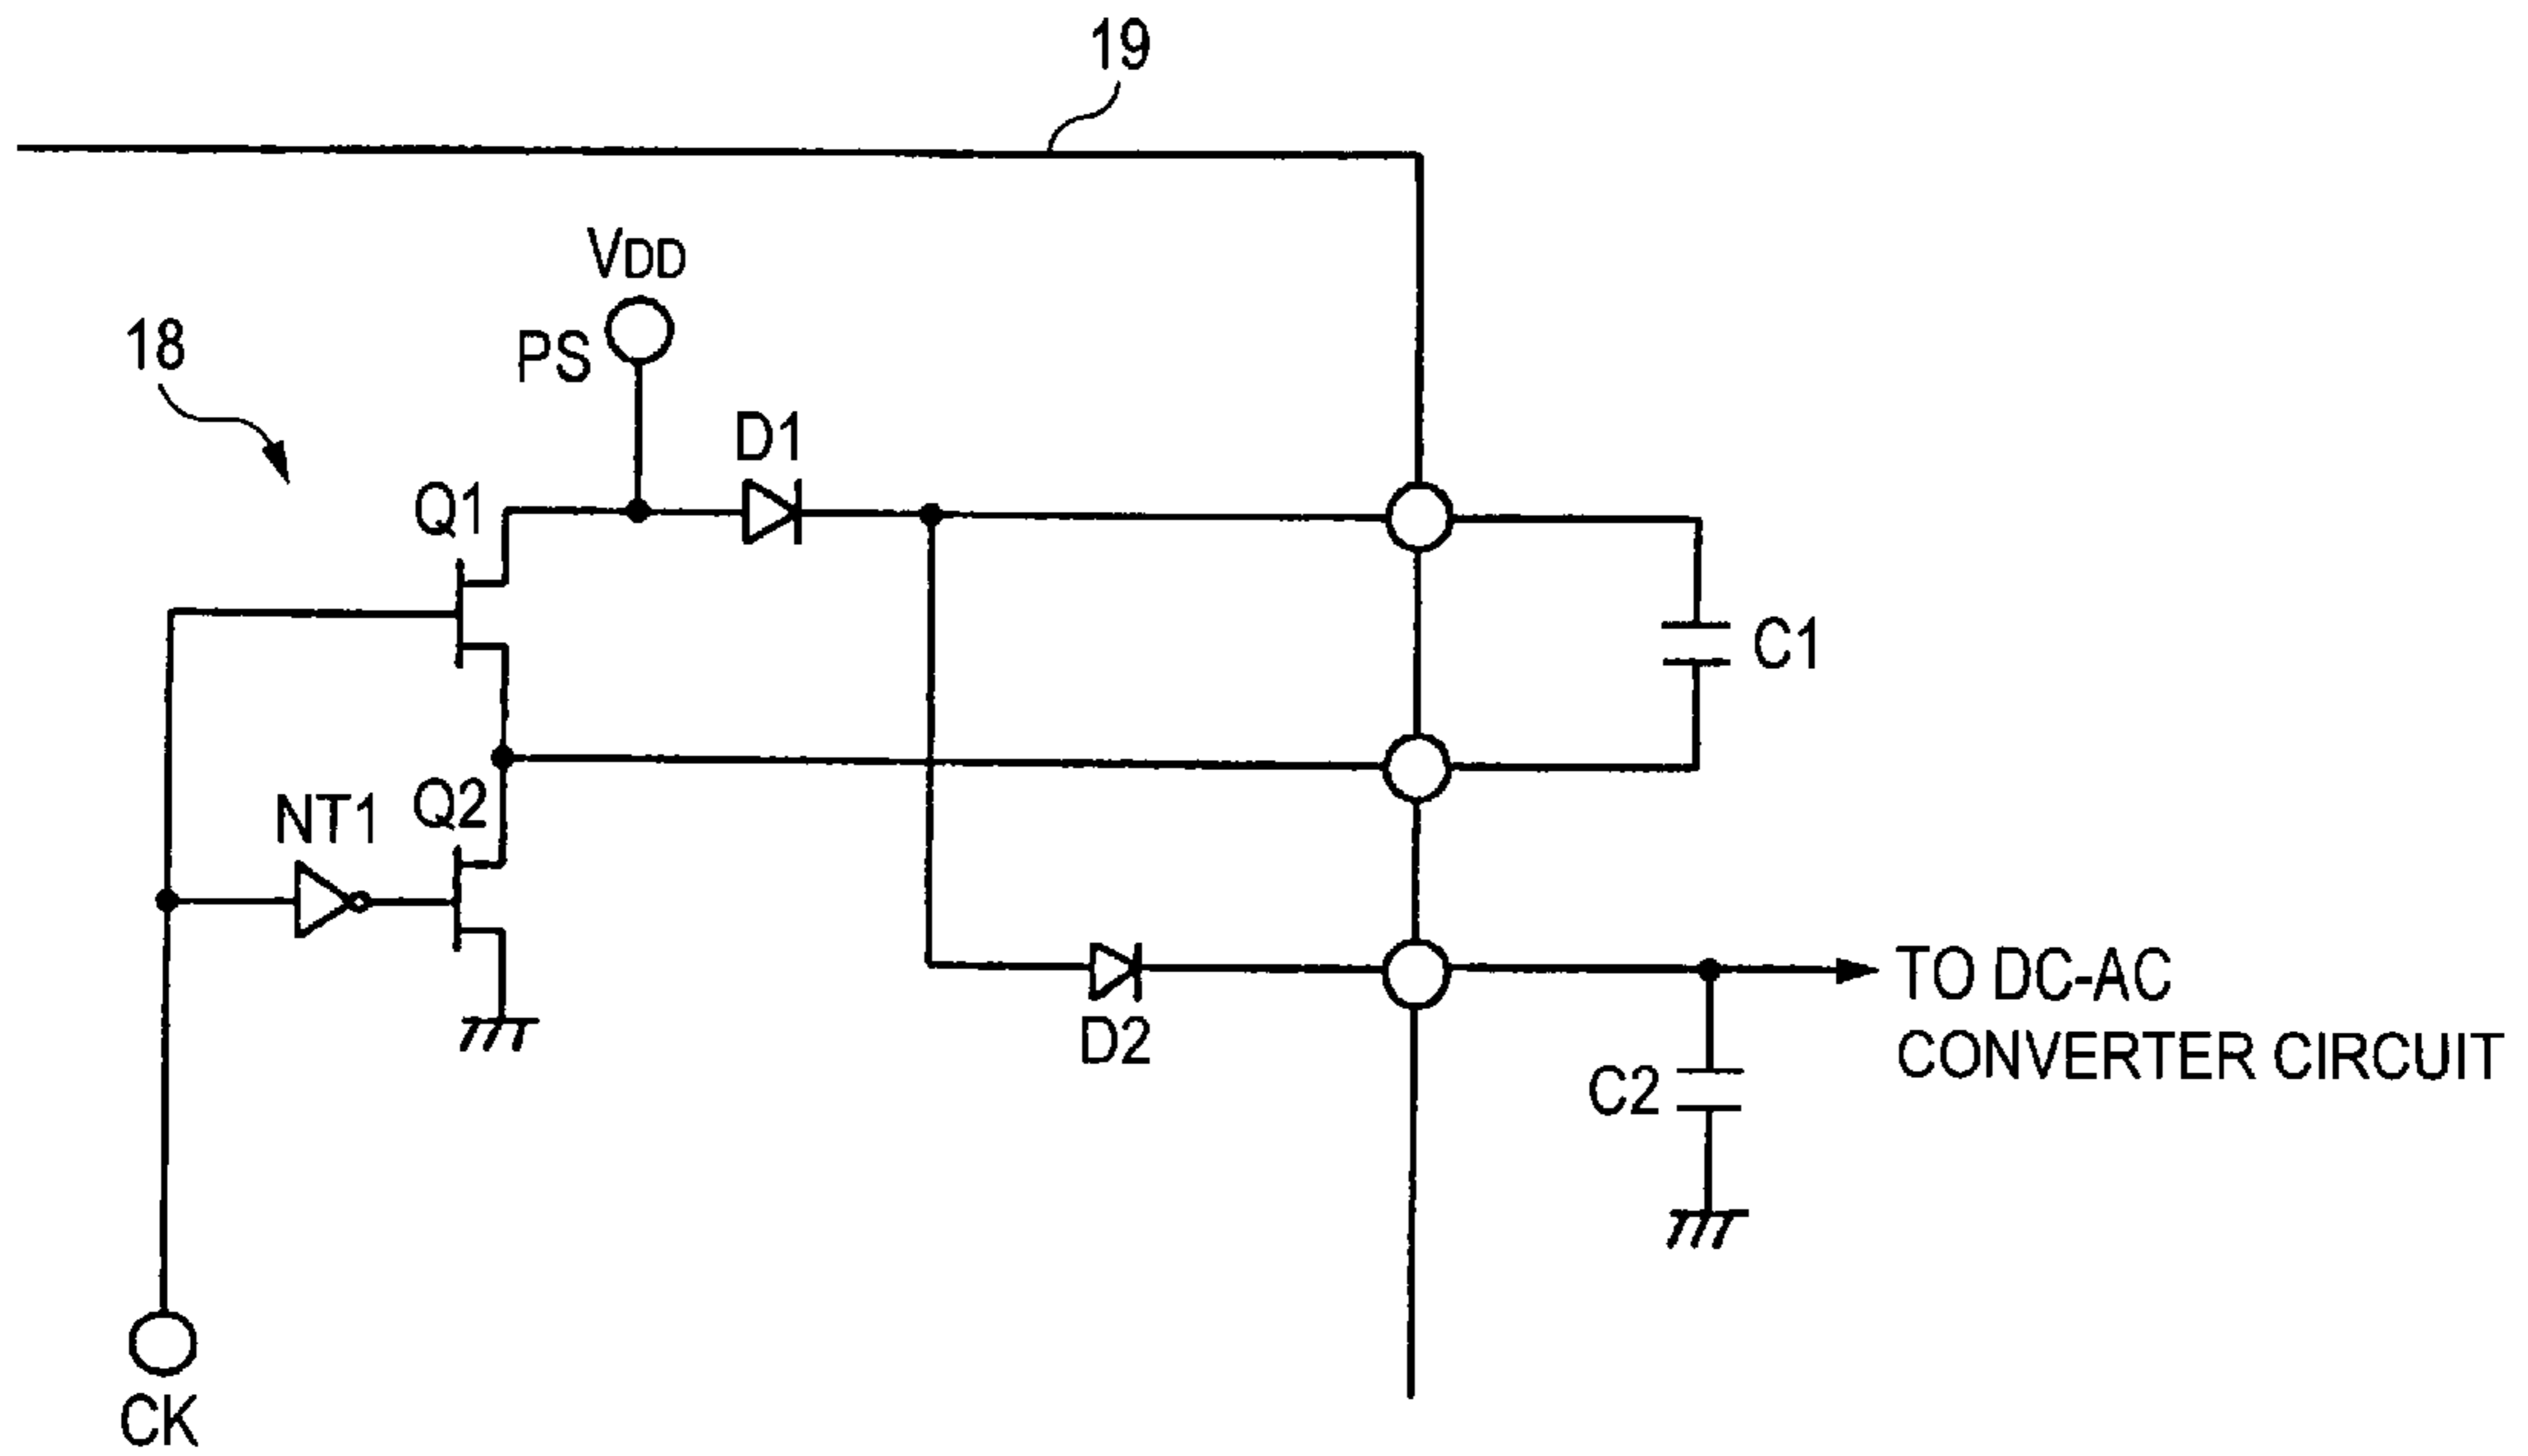 19
VDD
PS
18
D1
Q1
C1
NT1
Q2
D2
TO DC-AC
CONVERTER CIRCUIT
C2
CK